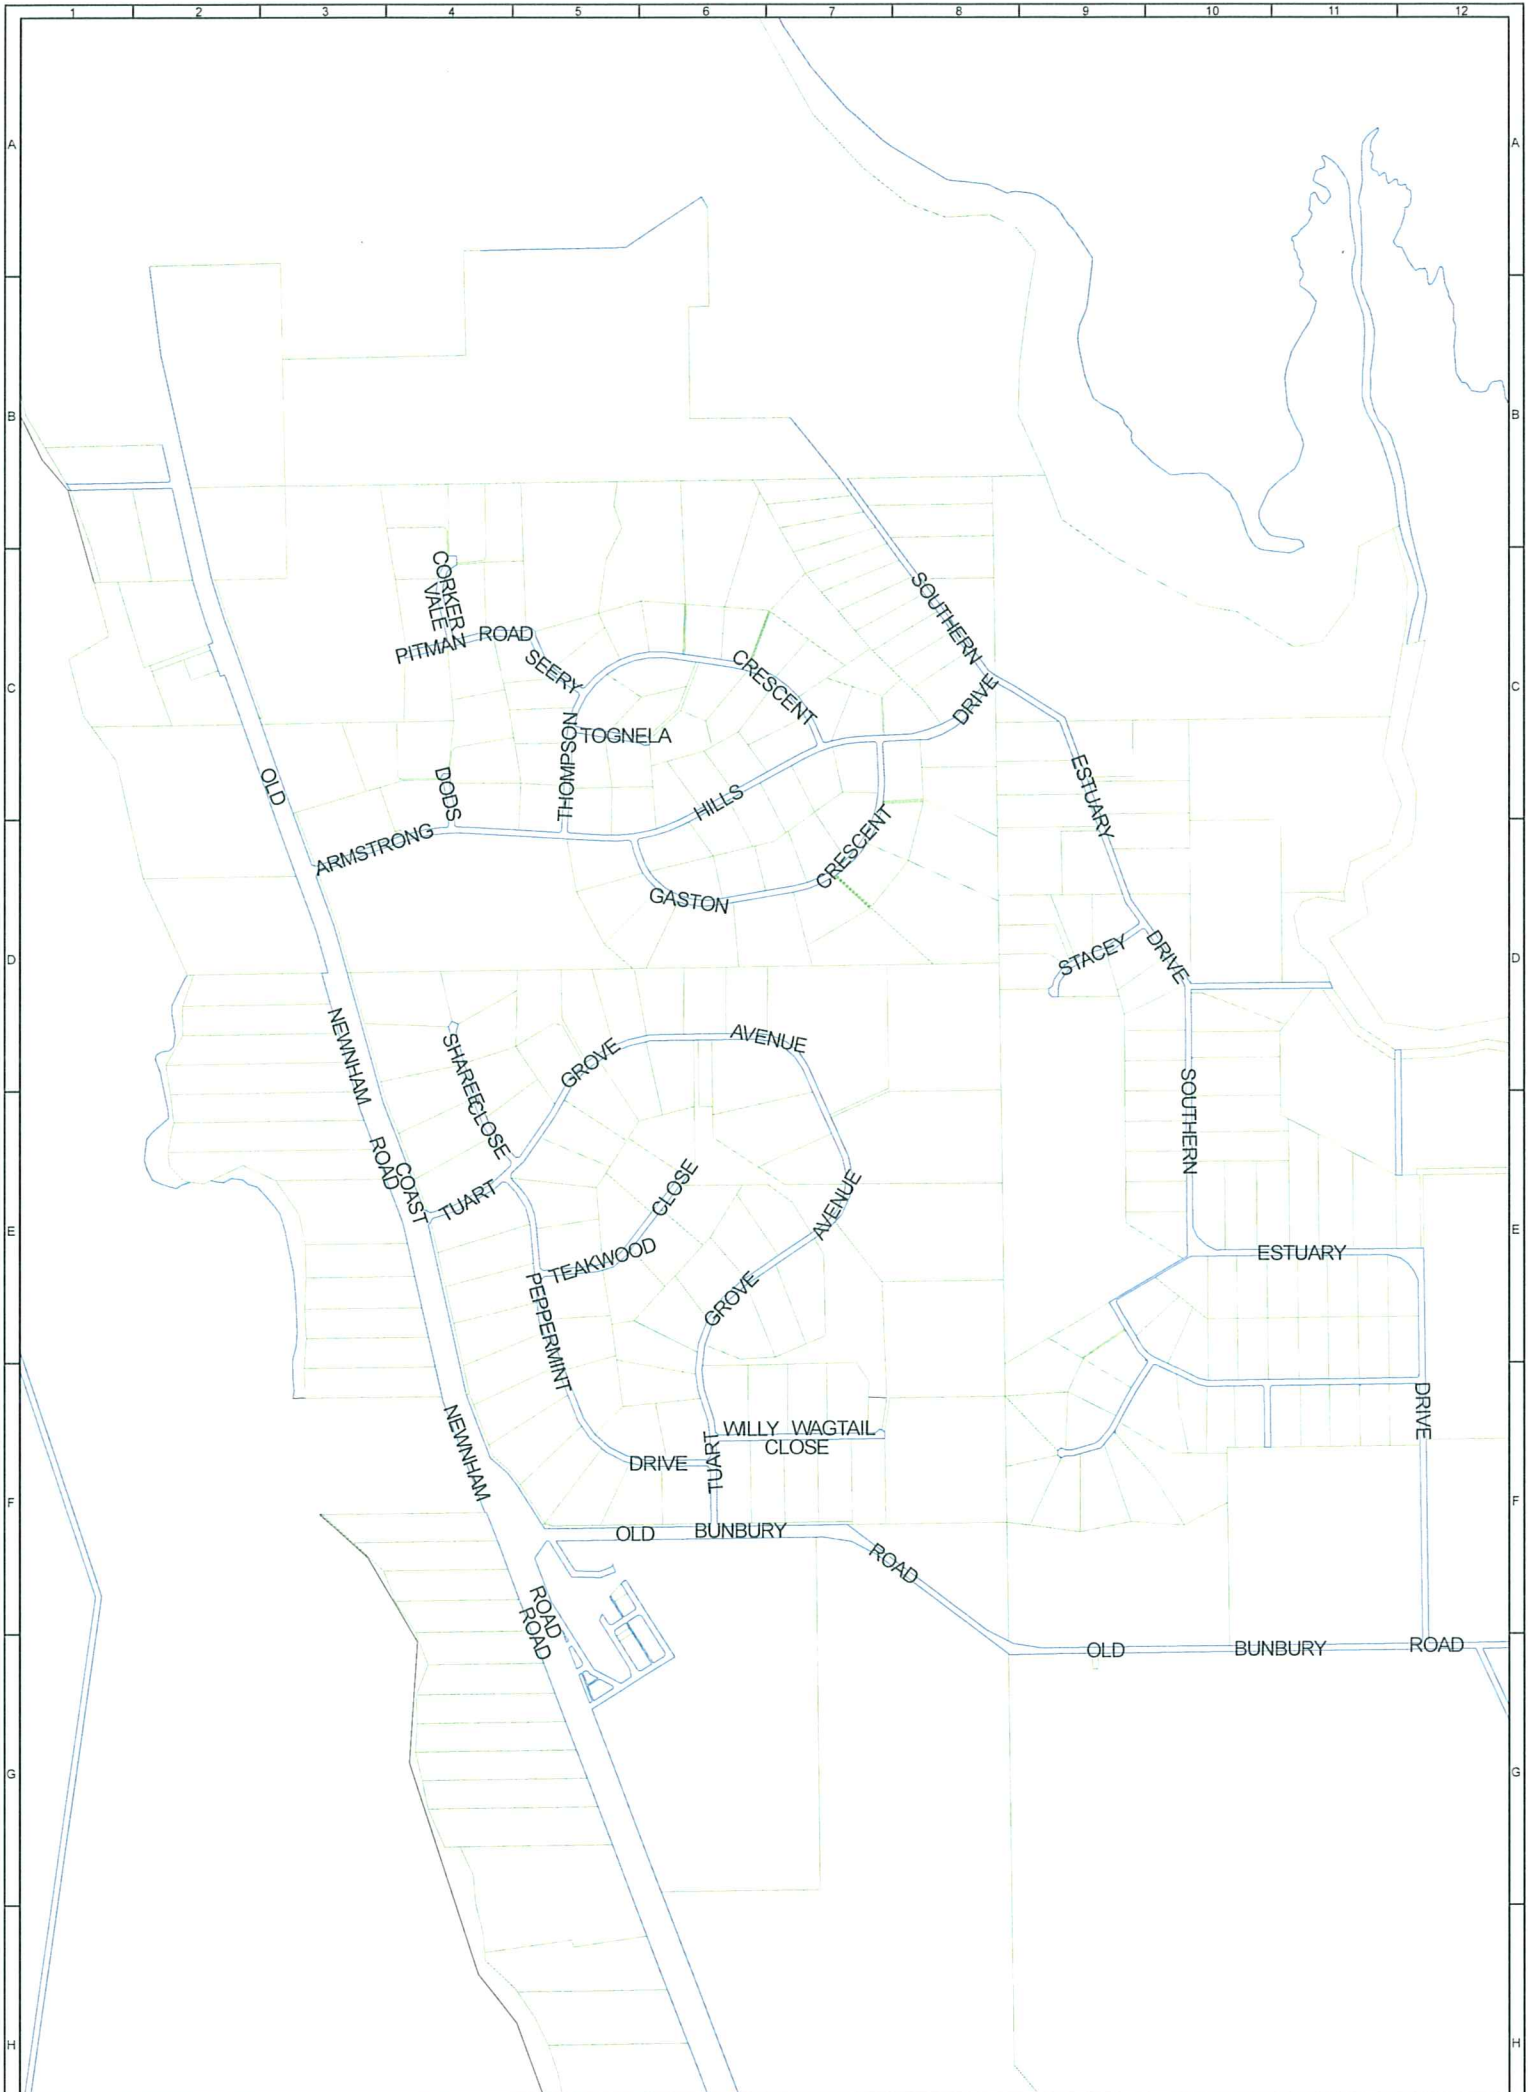 1 2 3 4 5 6 7 8 9 10 11 12
A A
B B
CORKER
VALE
SOUTHERN
PITMAN ROAD
SEERY
CRESCENT
C C
DRIVE
THOMPSON
TOGNELA
OLD
DODS
ESTUARY
HILLS
ARMSTRONG
CRESCENT
GASTON
STACEY
DRIVE
D D
NEWNHAM
SHAREE
CLOSE
GROVE
AVENUE
SOUTHERN
ROAD
COAST
TUART
CLOSE
AVENUE
E E
TEAKWOOD
ESTUARY
PEPPERMINT
GROVE
DRIVE
NEWNHAM
WILLY WAGTAIL
CLOSE
TUART
DRIVE
F F
OLD BUNBURY
ROAD
ROAD
ROAD
OLD BUNBURY ROAD
G G
H H